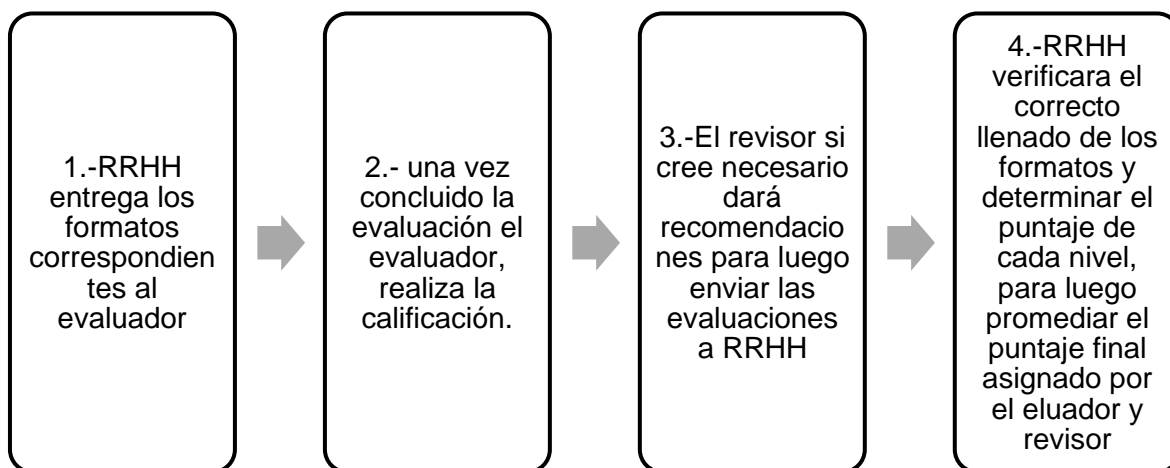 1.-RRHH
entrega los
formatos
correspondien
tes al
evaluador
2.- una vez
concluido la
evaluación el
evaluador,
realiza la
calificación.
3.-El revisor si
cree necesario
dará
recomendacio
nes para luego
enviar las
evaluaciones
a RRHH
4.-RRHH
verificara el
correcto
llenado de los
formatos y
determinar el
puntaje de
cada nivel,
para luego
promediar el
puntaje final
asignado por
el eluador y
revisor